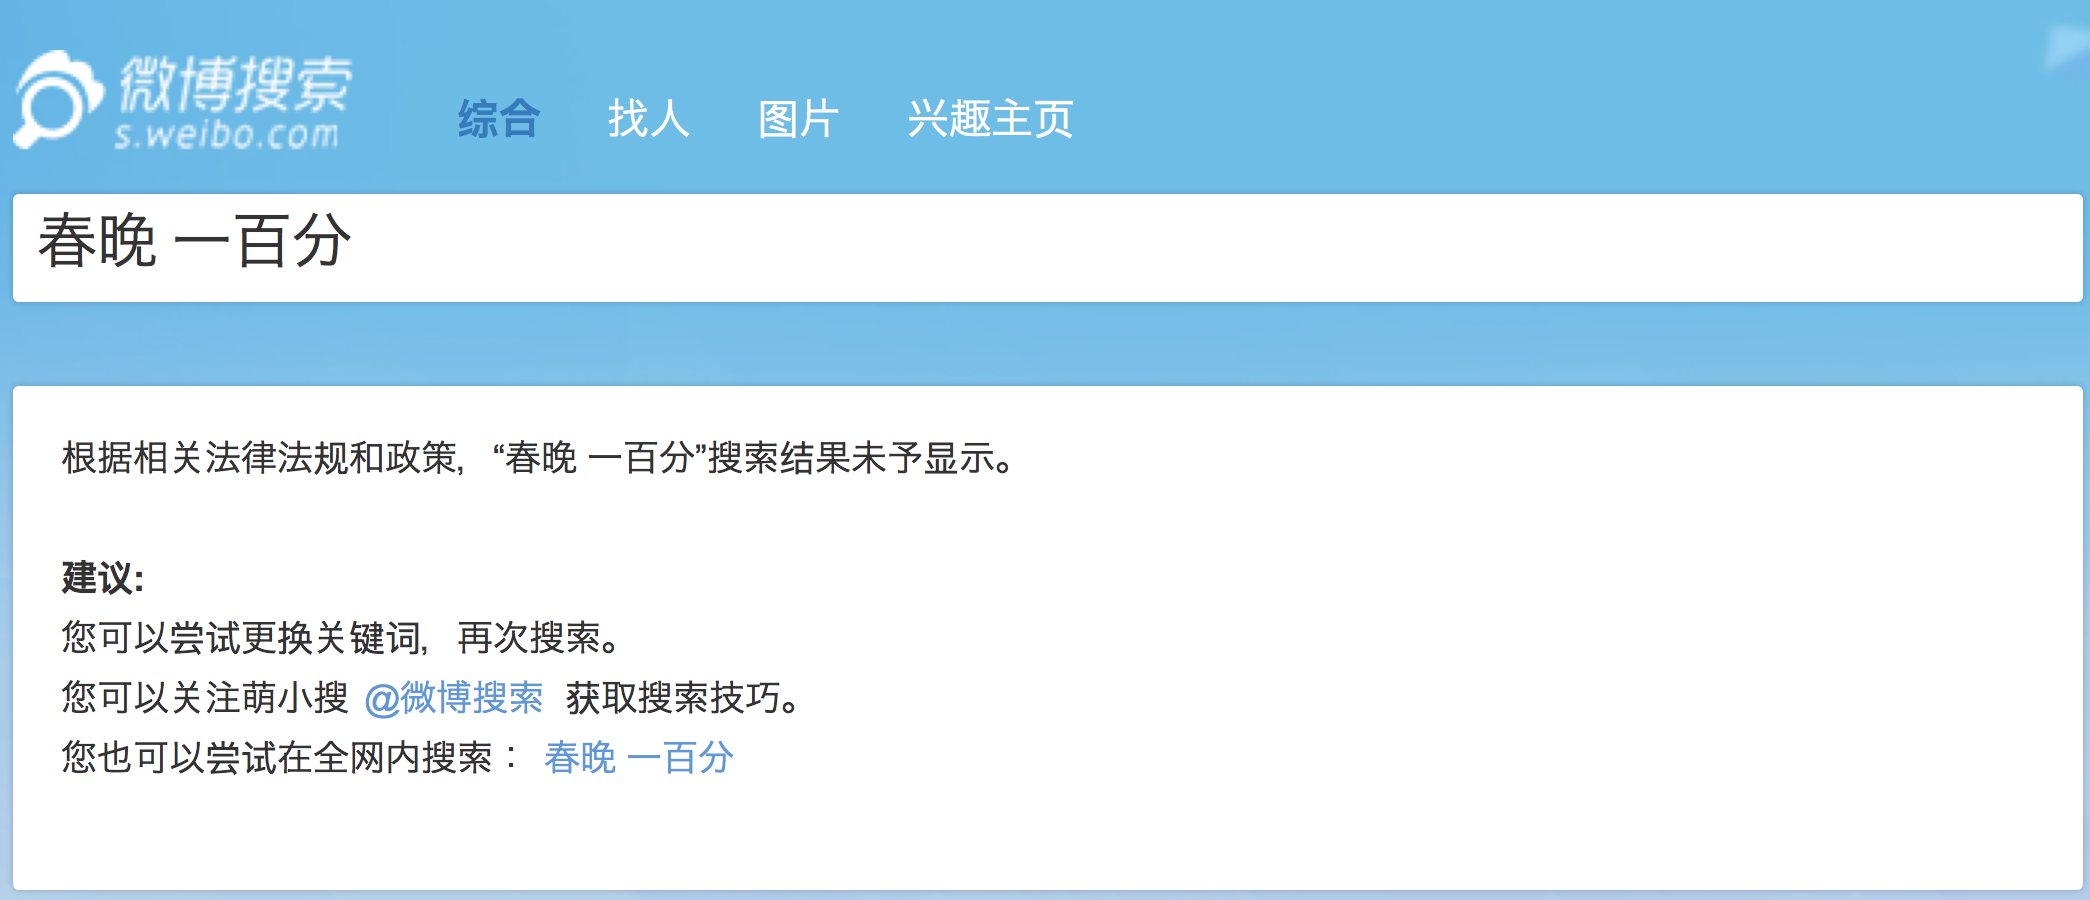 微博搜索
s.weibo.com
综合 找人 图片 兴趣主页
春晚 一百分
根据相关法律法规和政策，“春晚 一百分”搜索结果未予显示。
建议:
您可以尝试更换关键词，再次搜索。
您可以关注萌小搜 @微博搜索 获取搜索技巧。
您也可以尝试在全网内搜索： 春晚 一百分